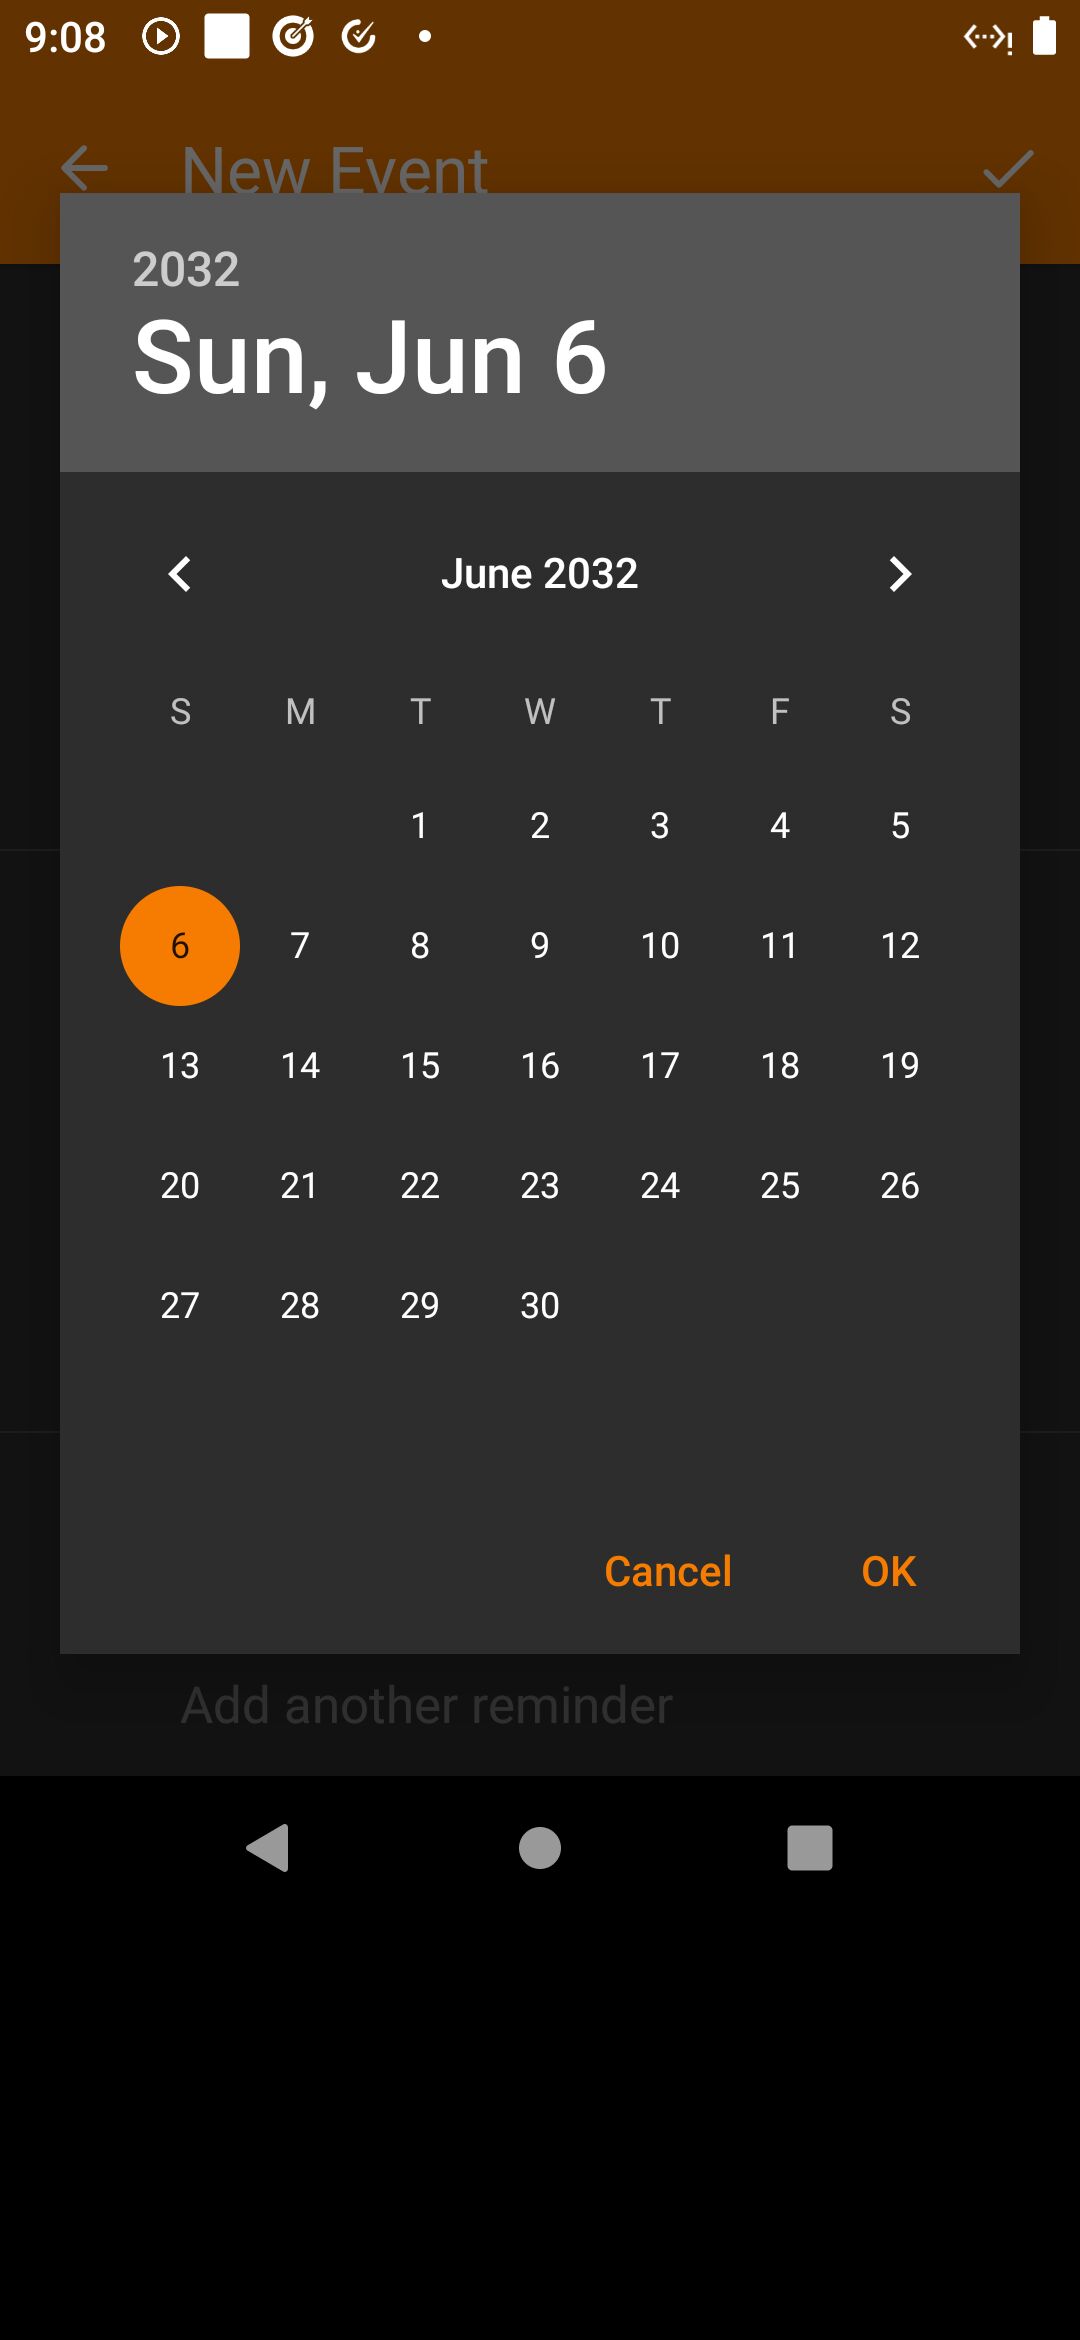 9:08
New Event
2032
Sun, Jun 6
June 2032
S M T W T F S
1 2 3 4 5
6 7 8 9 10 11 12
13 14 15 16 17 18 19
20 21 22 23 24 25 26
27 28 29 30
Cancel OK
Add another reminder